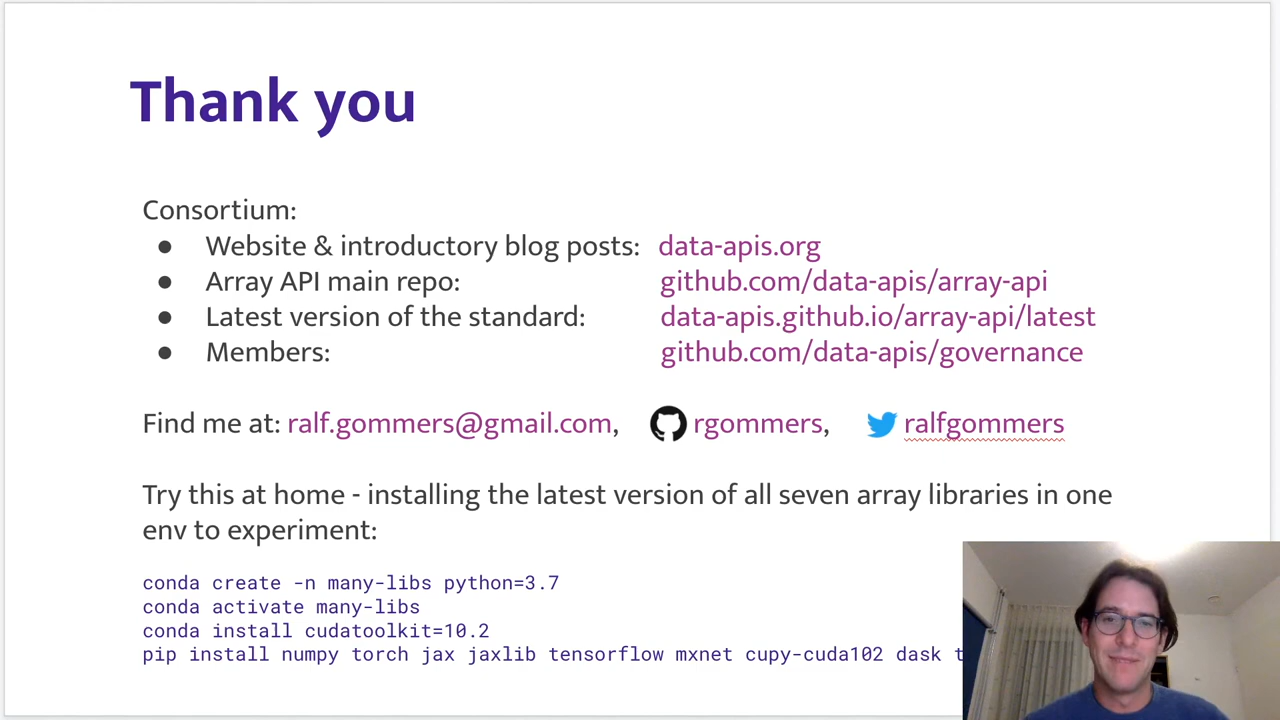 Thank you
Consortium:
● Website & introductory blog posts: data-apis.org
● Array API main repo: github.com/data-apis/array-api
● Latest version of the standard: data-apis.github.io/array-api/latest
● Members: github.com/data-apis/governance
Find me at: ralf.gommers@gmail.com, rgommers, ralfgommers
Try this at home - installing the latest version of all seven array libraries in one
env to experiment:
conda create -n many-libs python=3.7
conda activate many-libs
conda install cudatoolkit=10.2
pip install numpy torch jax jaxlib tensorflow mxnet cupy-cuda102 dask